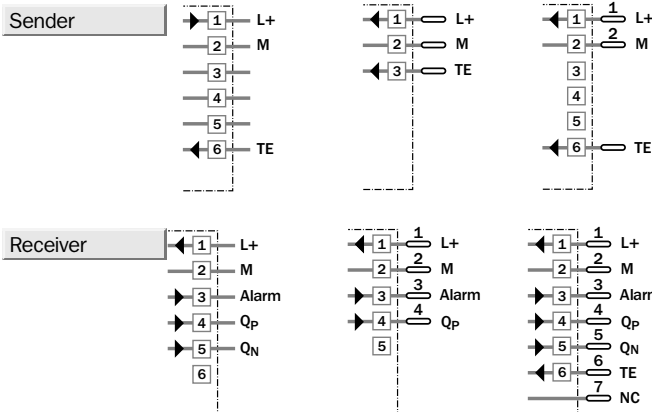 Sender
1 L+
2 M
3
4
5
6 TE
1 L+
2 M
3 TE
1 1 L+
2 2 M
3
4
5
6 TE
Receiver
1 L+
2 M
3 Alarm
4 QP
5 QN
6
1 1 L+
2 2 M
3 3 Alarm
4 4 QP
5
1 1 L+
2 2 M
3 3 Alarm
4 4 QP
5 5 QN
6 6 TE
7 NC